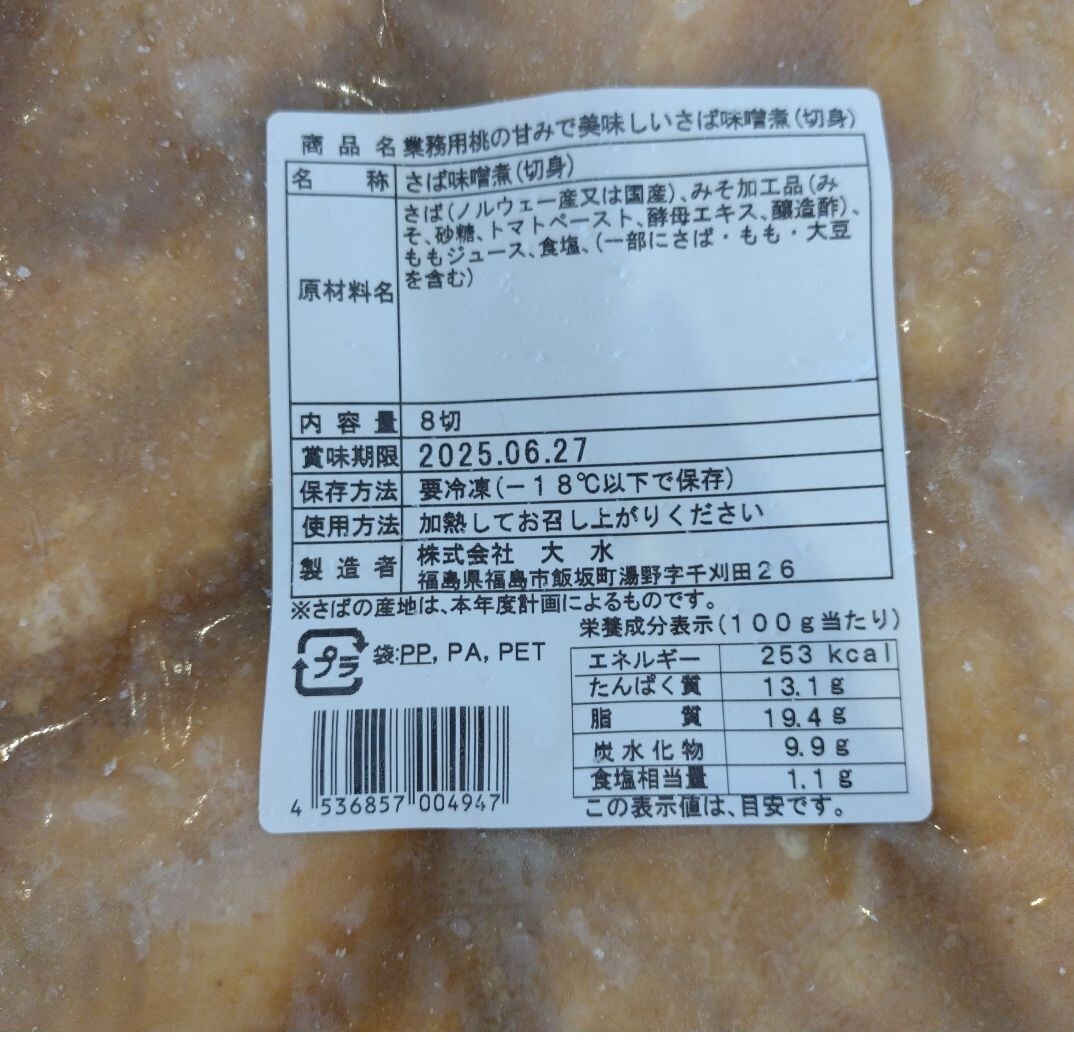 商品名 業務用桃の甘みで美味しいさば味噌煮(切身)
名称 さば味噌煮(切身)
原材料名 さば(ノルウェー産又は国産)、みそ加工品(み
そ、砂糖、トマトペースト、酵母エキス、醸造酢)、
ももジュース、食塩、(一部にさば・もも・大豆
を含む)
内容量 8切
賞味期限 2025.06.27
保存方法 要冷凍(-18℃以下で保存)
使用方法 加熱してお召し上がりください
製造者 株式会社 大水
福島県福島市飯坂町湯野字千刈田26
※さばの産地は、本年度計画によるものです。
プラ 袋:PP, PA, PET
4 536857 004947
栄養成分表示(100g当たり)
エネルギー 253 kcal
たんぱく質 13.1g
脂質 19.4g
炭水化物 9.9g
食塩相当量 1.1g
この表示値は、目安です。